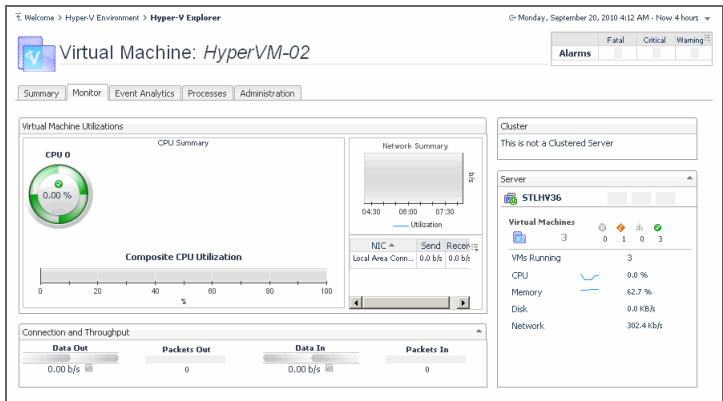 Welcome > Hyper-V Environment > Hyper-V Explorer
Monday, September 20, 2010 4:12 AM - Now 4 hours
Virtual Machine: HyperVM-02
Fatal Critical Warning
Alarms
Summary Monitor Event Analytics Processes Administration
Virtual Machine Utilizations
CPU Summary
CPU 0
0.00 %
Composite CPU Utilization
0 20 40 60 80 100
%
Network Summary
b/s
04:30 06:00 07:30
Utilization
NIC Send Recei
Local Area Conn... 0.0 b/s 0.0 b/s
Connection and Throughput
Data Out Packets Out Data In Packets In
0.00 b/s 0 0.00 b/s 0
Cluster
This is not a Clustered Server
Server
STLHV36
Virtual Machines
3 0 1 0 3
VMs Running 3
CPU 0.0 %
Memory 62.7 %
Disk 0.0 KB/s
Network 302.4 Kb/s